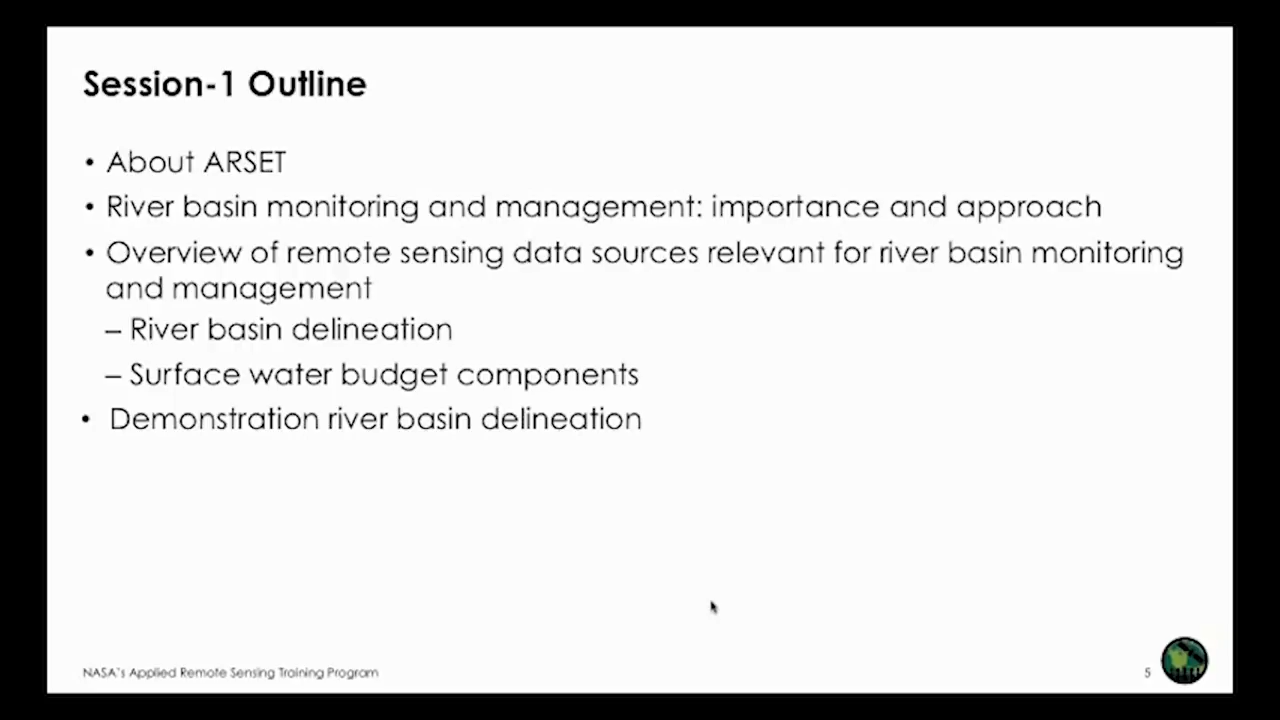 Session-1 Outline
• About ARSET
• River basin monitoring and management: importance and approach
• Overview of remote sensing data sources relevant for river basin monitoring
and management
– River basin delineation
– Surface water budget components
• Demonstration river basin delineation
NASA's Applied Remote Sensing Training Program
5